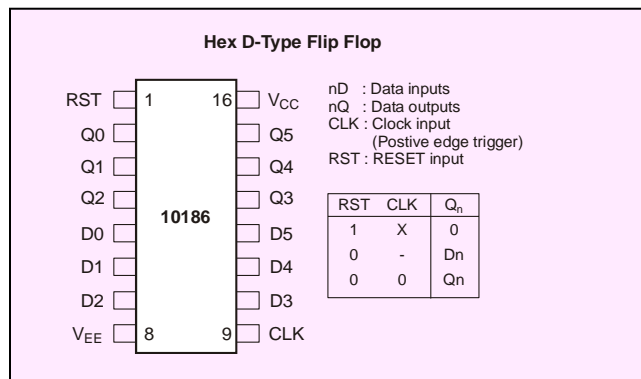 Hex D-Type Flip Flop
RST 1 16 VCC
Q0 Q5
Q1 Q4
Q2 Q3
10186
D0 D5
D1 D4
D2 D3
VEE 8 9 CLK
nD : Data inputs
nQ : Data outputs
CLK : Clock input
(Postive edge trigger)
RST : RESET input
RST CLK Qn
1 X 0
0 - Dn
0 0 Qn